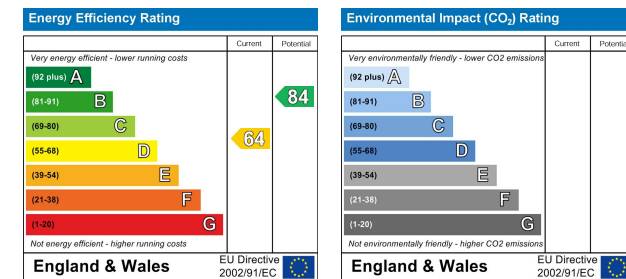 Energy Efficiency Rating
Current Potential
Very energy efficient - lower running costs
(92 plus) A
(81-91) B
84
(69-80) C
64
(55-68) D
(39-54) E
(21-38) F
(1-20) G
Not energy efficient - higher running costs
England & Wales
EU Directive
2002/91/EC
Environmental Impact (CO₂) Rating
Current Potential
Very environmentally friendly - lower CO2 emissions
(92 plus) A
(81-91) B
(69-80) C
(55-68) D
(39-54) E
(21-38) F
(1-20) G
Not environmentally friendly - higher CO2 emissions
England & Wales
EU Directive
2002/91/EC